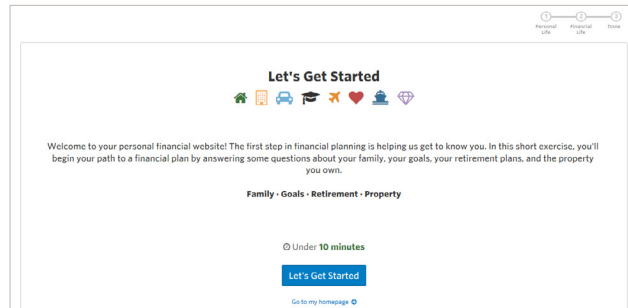 1 2 3
Personal Life Financial Life Done
Let's Get Started
Welcome to your personal financial website! The first step in financial planning is helping us get to know you. In this short exercise, you'll
begin your path to a financial plan by answering some questions about your family, your goals, your retirement plans, and the property
you own.
Family · Goals · Retirement · Property
Under 10 minutes
Let's Get Started
Go to my homepage